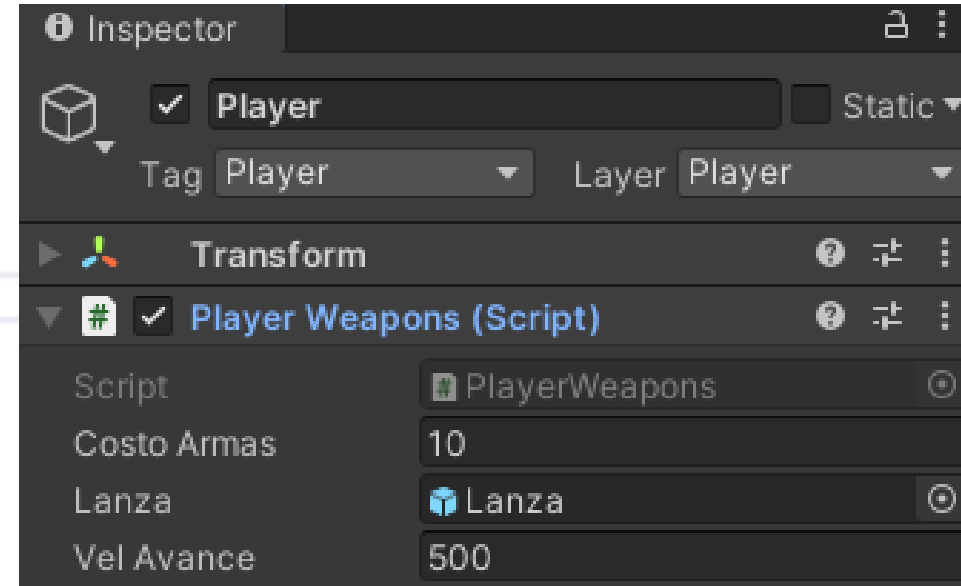 Inspector
Player Static
Tag Player Layer Player
Transform
# Player Weapons (Script)
Script # PlayerWeapons
Costo Armas 10
Lanza Lanza
Vel Avance 500